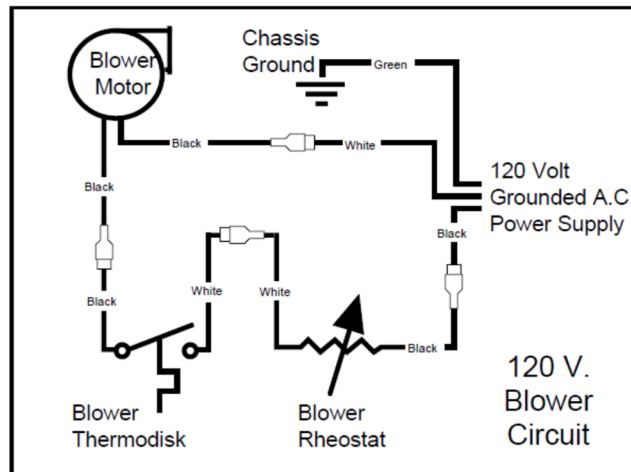 Blower
Motor
Chassis
Ground
Green
Black
White
120 Volt
Grounded A.C.
Power Supply
Black
Black
Black
White
White
Black
Blower
Thermodisk
Blower
Rheostat
120 V.
Blower
Circuit